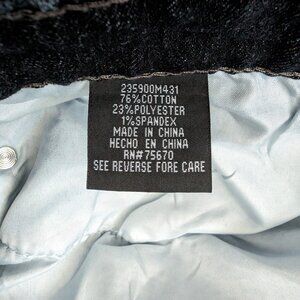 235900M431
76%COTTON
23%POLYESTER
1%SPANDEX
MADE IN CHINA
HECHO EN CHINA
RN#75670
SEE REVERSE FORE CARE